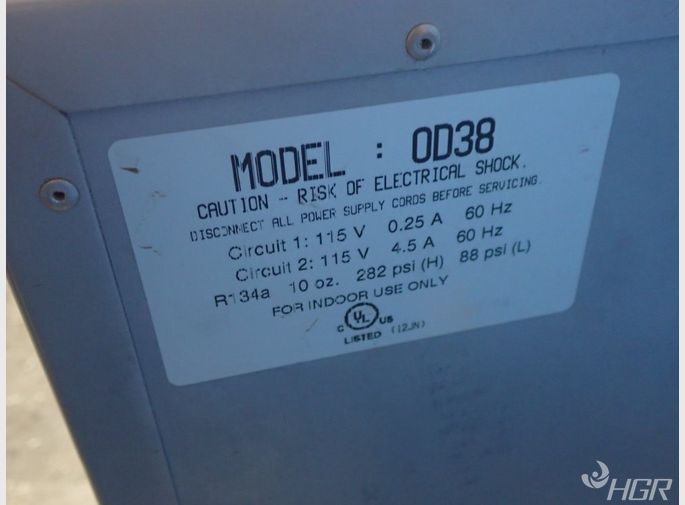 MODEL : OD38
CAUTION - RISK OF ELECTRICAL SHOCK.
DISCONNECT ALL POWER SUPPLY CORDS BEFORE SERVICING.
Circuit 1: 115 V 0.25 A 60 Hz
Circuit 2: 115 V 4.5 A 60 Hz
R134a 10 oz. 282 psi (H) 88 psi (L)
FOR INDOOR USE ONLY
C UL US
LISTED (12JN)
HGR